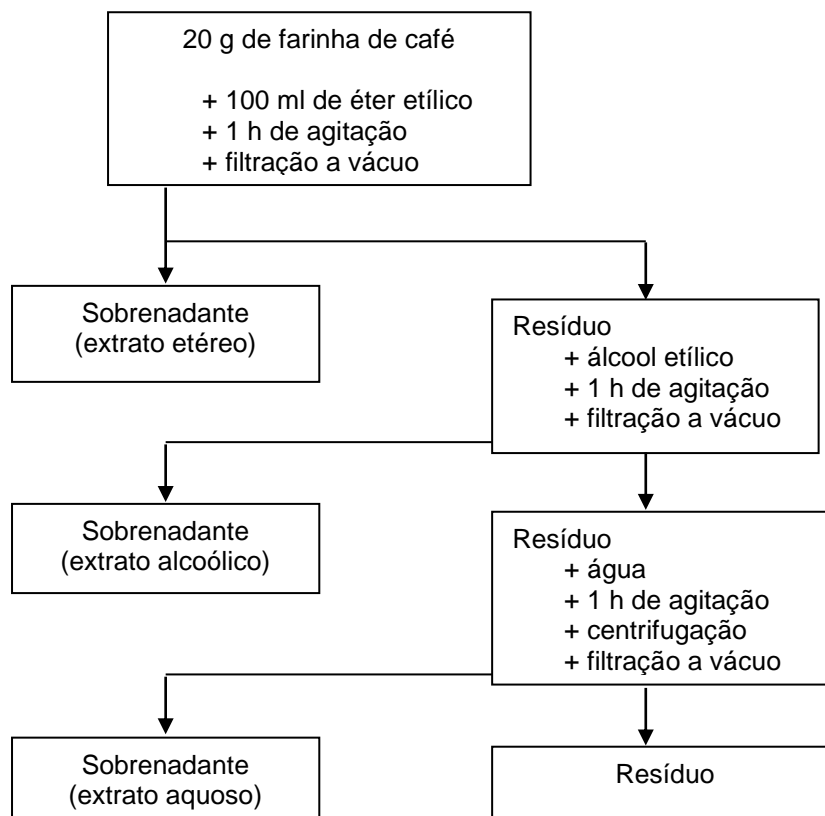 20 g de farinha de café
+ 100 ml de éter etílico
+ 1 h de agitação
+ filtração a vácuo
Sobrenadante
(extrato etéreo)
Resíduo
+ álcool etílico
+ 1 h de agitação
+ filtração a vácuo
Sobrenadante
(extrato alcoólico)
Resíduo
+ água
+ 1 h de agitação
+ centrifugação
+ filtração a vácuo
Sobrenadante
(extrato aquoso)
Resíduo